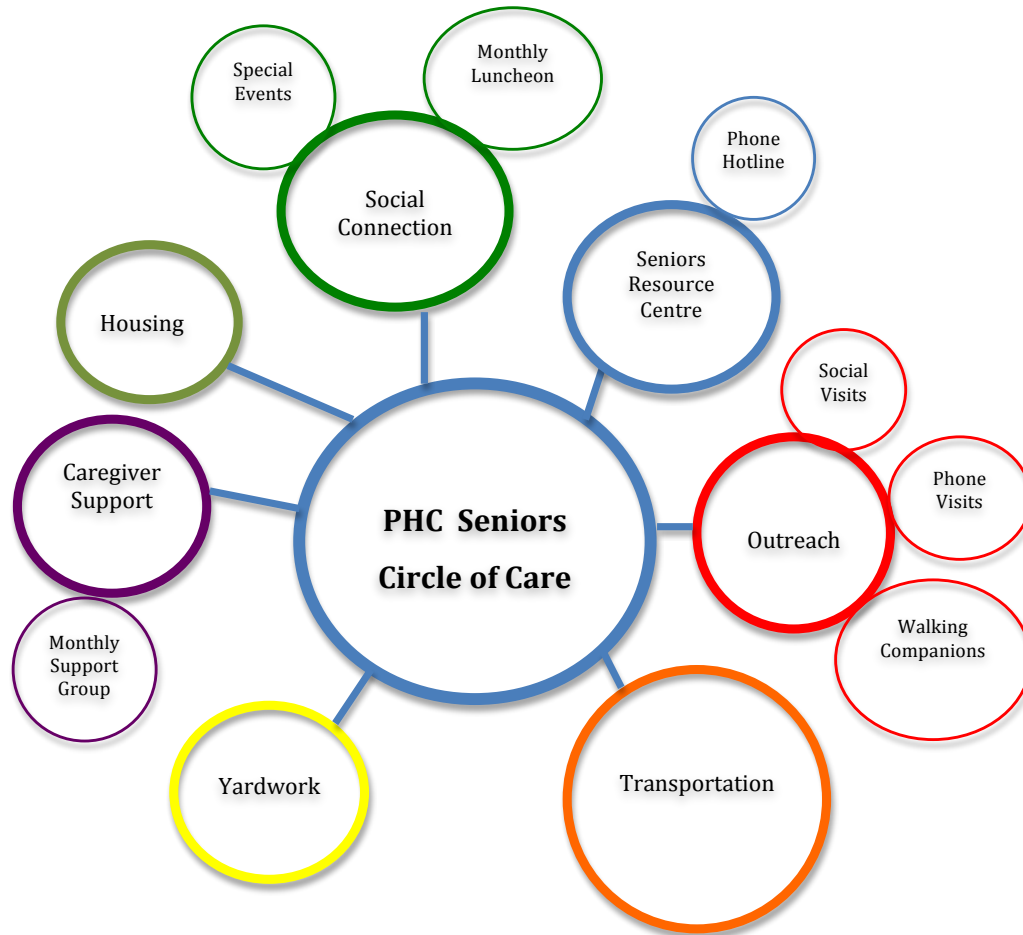 Special
Events
Monthly
Luncheon
Phone
Hotline
Social
Connection
Seniors
Resource
Centre
Housing
Social
Visits
Caregiver
Support
Phone
Visits
PHC Seniors
Circle of Care
Outreach
Walking
Companions
Monthly
Support
Group
Yardwork
Transportation